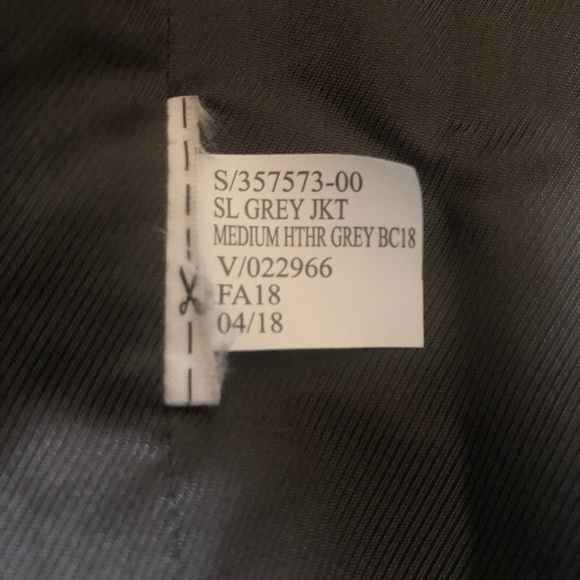 S/357573-00
SL GREY JKT
MEDIUM HTHR GREY BC18
V/022966
FA18
04/18